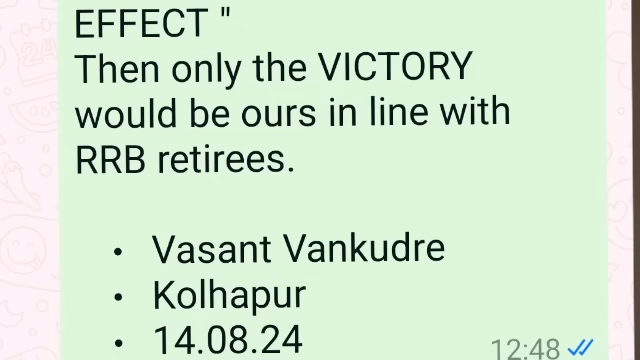 EFFECT "
Then only the VICTORY
would be ours in line with
RRB retirees.
• Vasant Vankudre
• Kolhapur
• 14.08.24
12:48